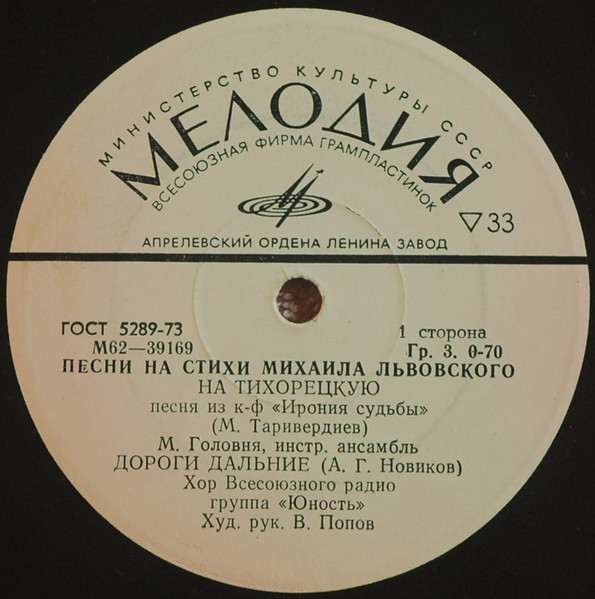 МИНИСТЕРСТВО КУЛЬТУРЫ СССР
МЕЛОДИЯ
ВСЕСОЮЗНАЯ ФИРМА ГРАМПЛАСТИНОК
▽33
АПРЕЛЕВСКИЙ ОРДЕНА ЛЕНИНА ЗАВОД
ГОСТ 5289-73
1 сторона
М62—39169
Гр. 3. 0-70
ПЕСНИ НА СТИХИ МИХАИЛА ЛЬВОВСКОГО
НА ТИХОРЕЦКУЮ
песня из к-ф «Ирония судьбы»
(М. Таривердиев)
М. Головня, инстр. ансамбль
ДОРОГИ ДАЛЬНИЕ (А. Г. Новиков)
Хор Всесоюзного радио
группа «Юность»
Худ. рук. В. Попов